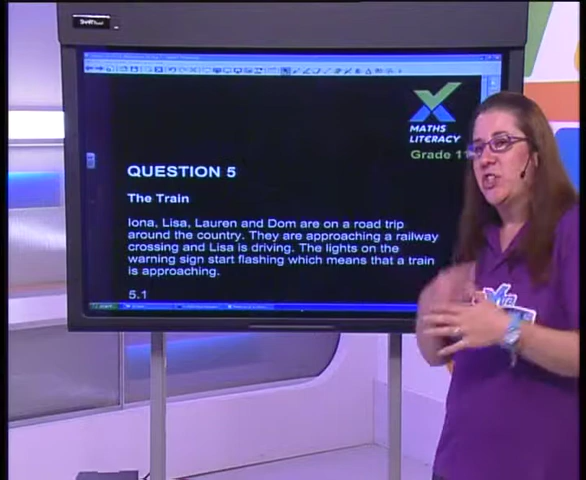 MATHS
LITERACY
Grade 11
QUESTION 5
The Train
Iona, Lisa, Lauren and Dom are on a road trip
around the country. They are approaching a railway
crossing and Lisa is driving. The lights on the
warning sign start flashing which means that a train
is approaching.
5.1